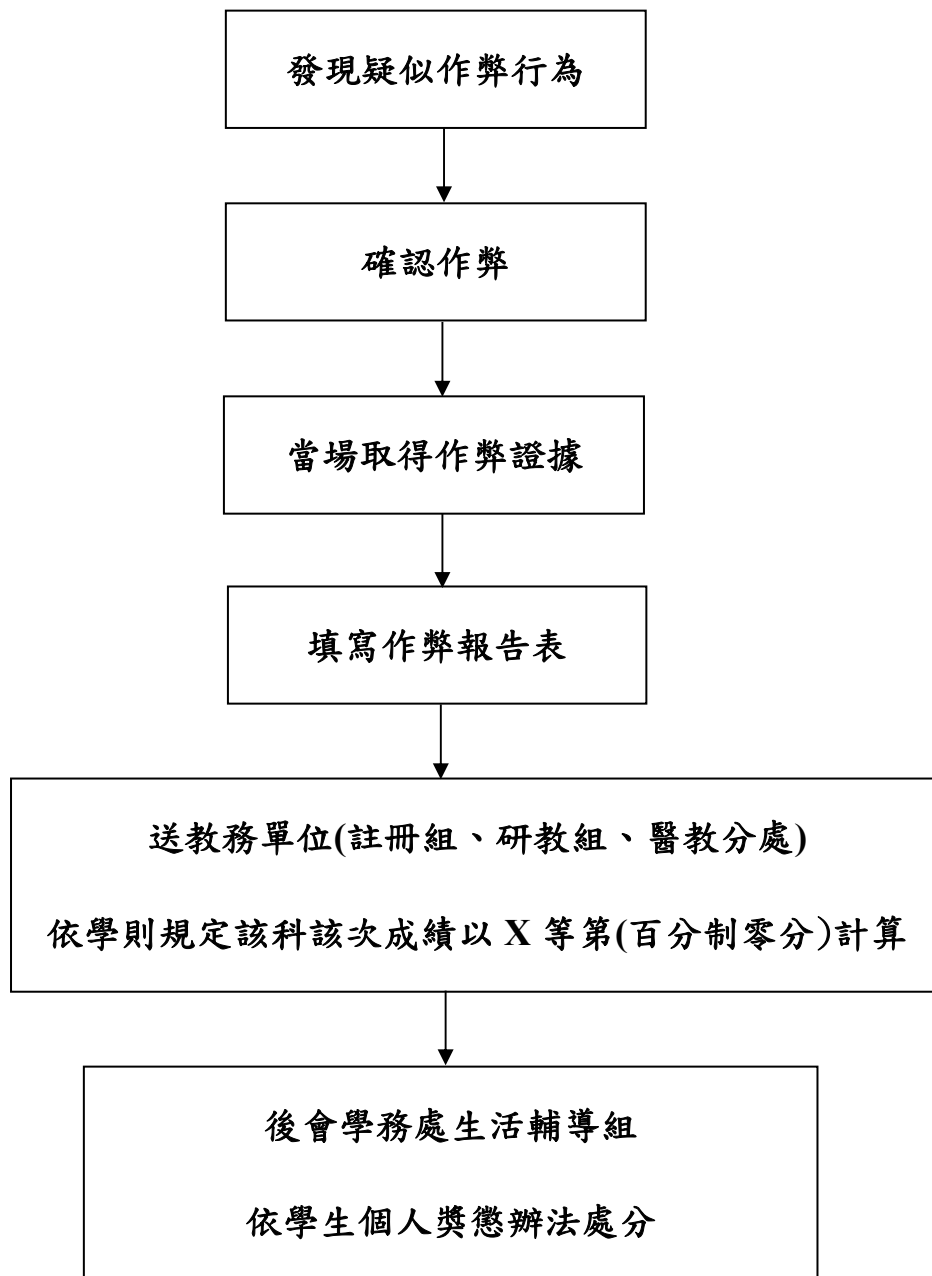 發現疑似作弊行為
確認作弊
當場取得作弊證據
填寫作弊報告表
送教務單位(註冊組、研教組、醫教分處)
依學則規定該科該次成績以 X 等第(百分制零分)計算
後會學務處生活輔導組
依學生個人獎懲辦法處分